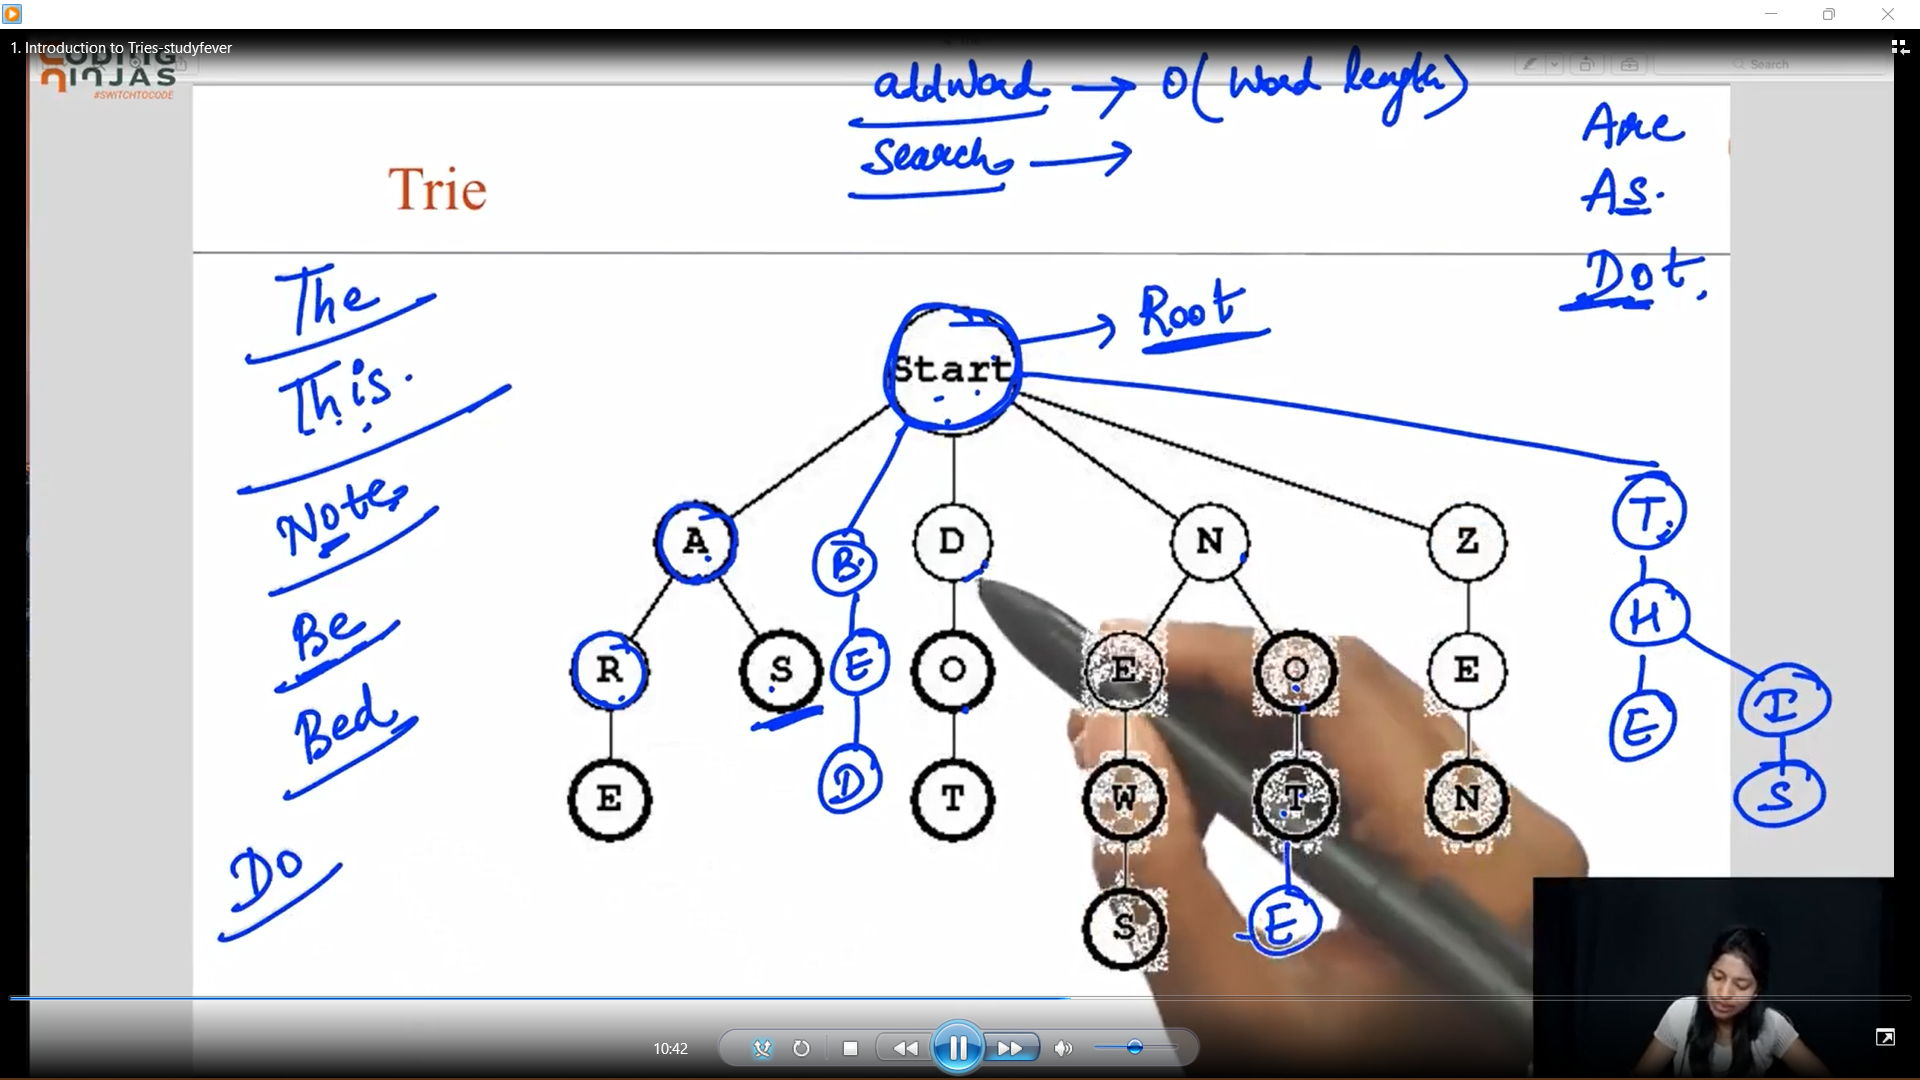 1. Introduction to Tries-studyfever
CODING
NINJAS
#SWITCHTOCODE
Search
addword → O(Word length)
Search →
Are
As.
Dot.
Trie
The
This.
Note
Be
Bed
Do
Root
Start
A B D N Z T
R S E O E O E H
E D T W T N E I
S E S
10:42